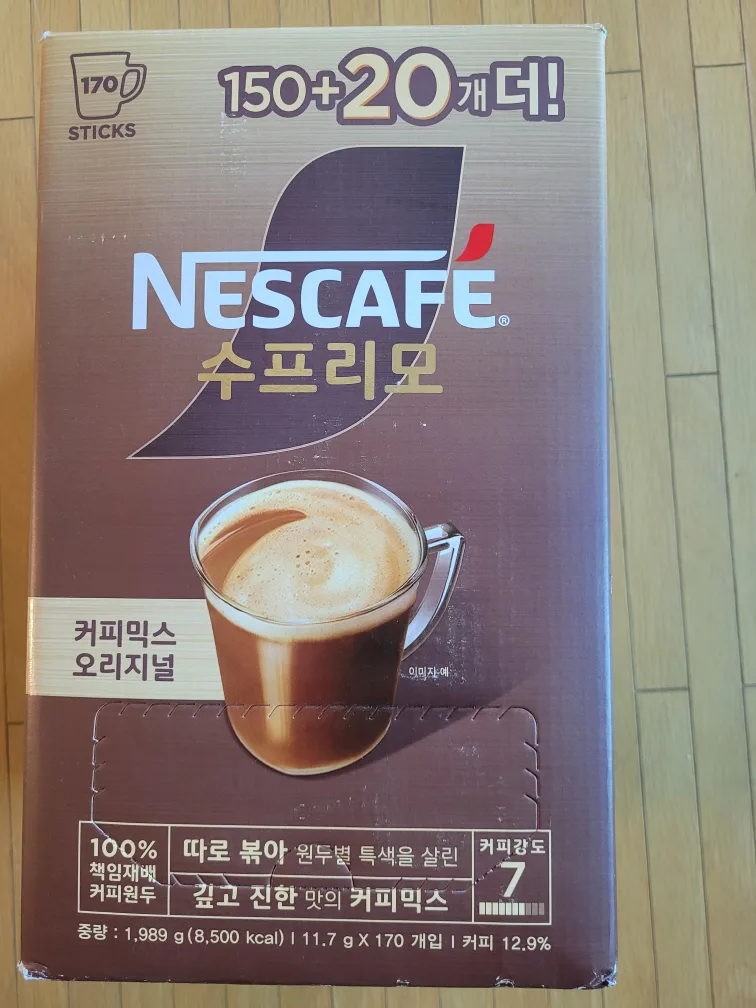 170
STICKS
150+20개 더!
NESCAFÉ®
수프리모
커피믹스
오리지널
이미지 예
100%
책임재배
커피원두
따로 볶아 원두별 특색을 살린
깊고 진한 맛의 커피믹스
커피강도
7
중량 : 1,989 g(8,500 kcal) I 11.7 g X 170 개입 I 커피 12.9%